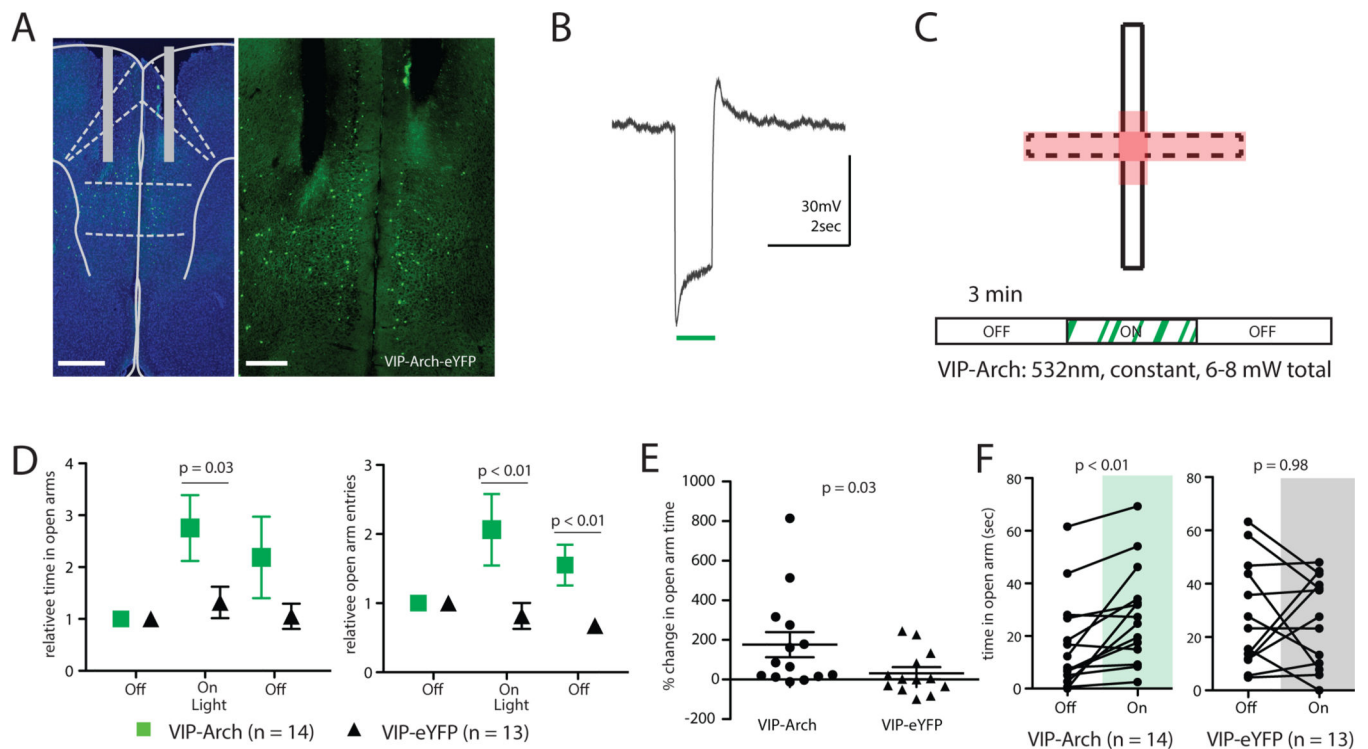 A
VIP-Arch-eYFP
B
30mV
2sec
C
3 min
OFF
ON
OFF
VIP-Arch: 532nm, constant, 6-8 mW total
D
relativee time in open arms
4
3
2
1
0
p = 0.03
Off
On
Off
Light
relativee open arm entries
3
2
1
0
p < 0.01
p < 0.01
Off
On
Off
Light
VIP-Arch (n = 14)
VIP-eYFP (n = 13)
E
% change in open arm time
1000
800
600
400
200
0
-200
p = 0.03
VIP-Arch
VIP-eYFP
F
time in open arm (sec)
80
60
40
20
0
p < 0.01
Off
On
VIP-Arch (n = 14)
80
60
40
20
0
p = 0.98
Off
On
VIP-eYFP (n = 13)